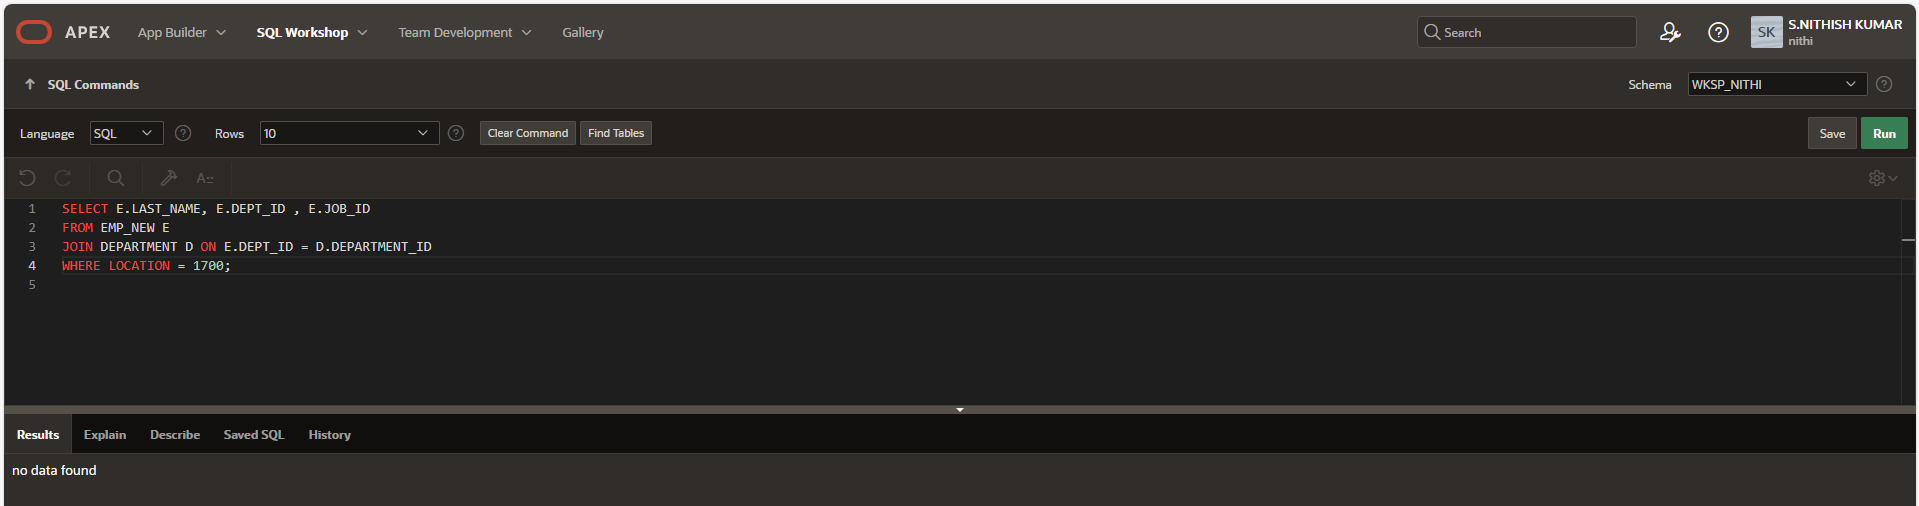 APEX App Builder SQL Workshop Team Development Gallery Search SK S.NITHISH KUMAR
nithi
SQL Commands Schema WKSP_NITHI
Language SQL Rows 10 Clear Command Find Tables Save Run
A
1 SELECT E.LAST_NAME, E.DEPT_ID , E.JOB_ID
2 FROM EMP_NEW E
3 JOIN DEPARTMENT D ON E.DEPT_ID = D.DEPARTMENT_ID
4 WHERE LOCATION = 1700;
5
Results Explain Describe Saved SQL History
no data found